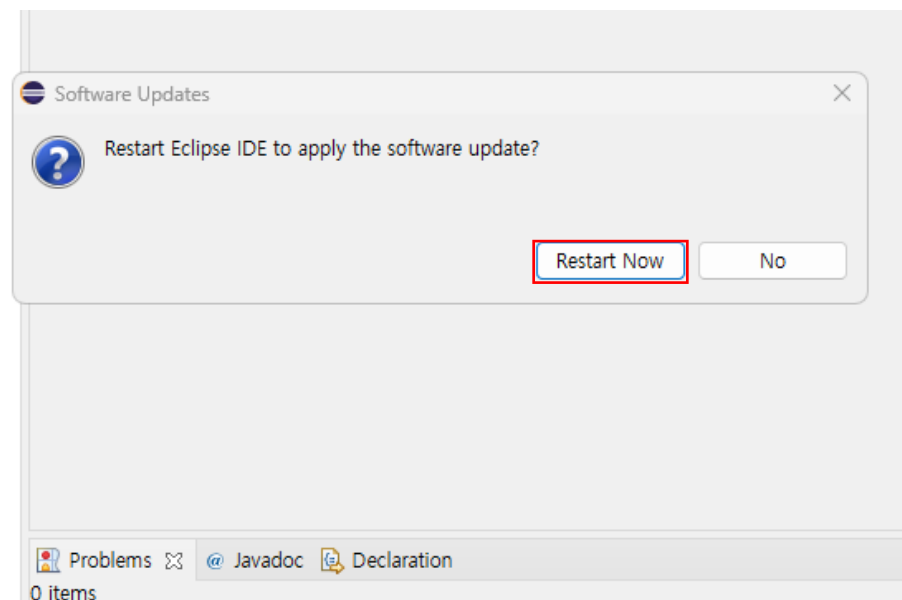 Software Updates
Restart Eclipse IDE to apply the software update?
Restart Now No
Problems @ Javadoc Declaration
0 items